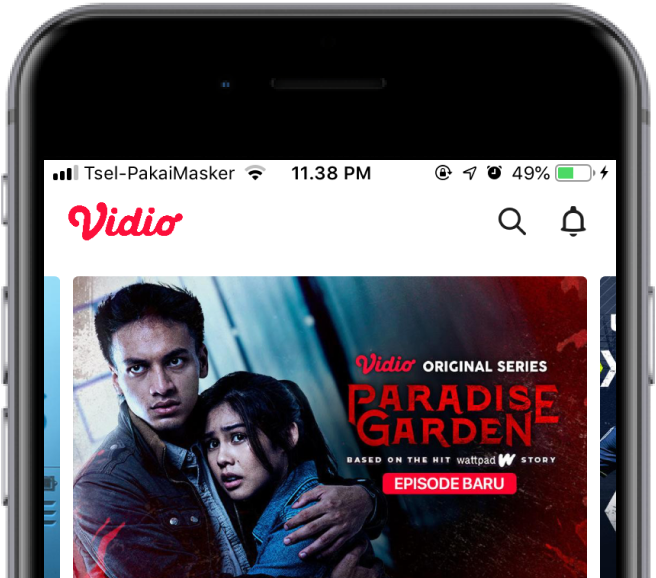 Tsel-PakaiMasker 11.38 PM 49%
Vidio
Vidio ORIGINAL SERIES
PARADISE
GARDEN
BASED ON THE HIT wattpad W STORY
EPISODE BARU